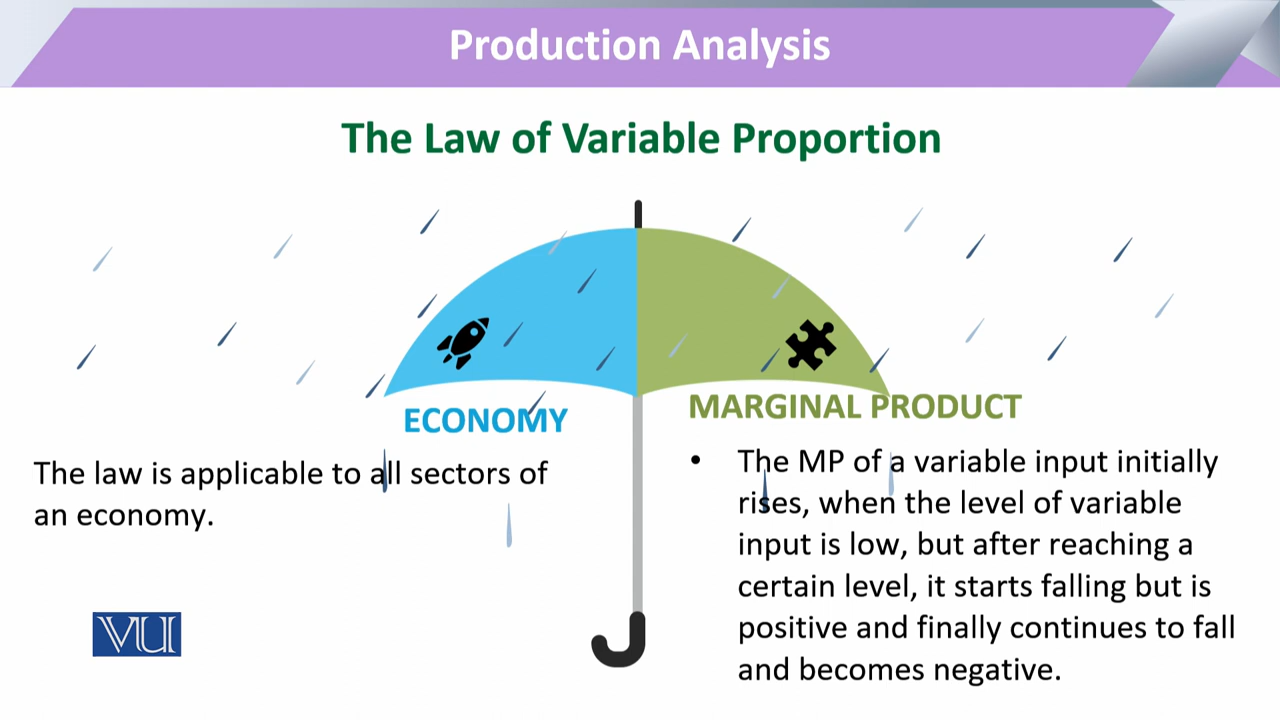 Production Analysis
The Law of Variable Proportion
ECONOMY
The law is applicable to all sectors of
an economy.
MARGINAL PRODUCT
• The MP of a variable input initially
rises, when the level of variable
input is low, but after reaching a
certain level, it starts falling but is
positive and finally continues to fall
and becomes negative.
VU